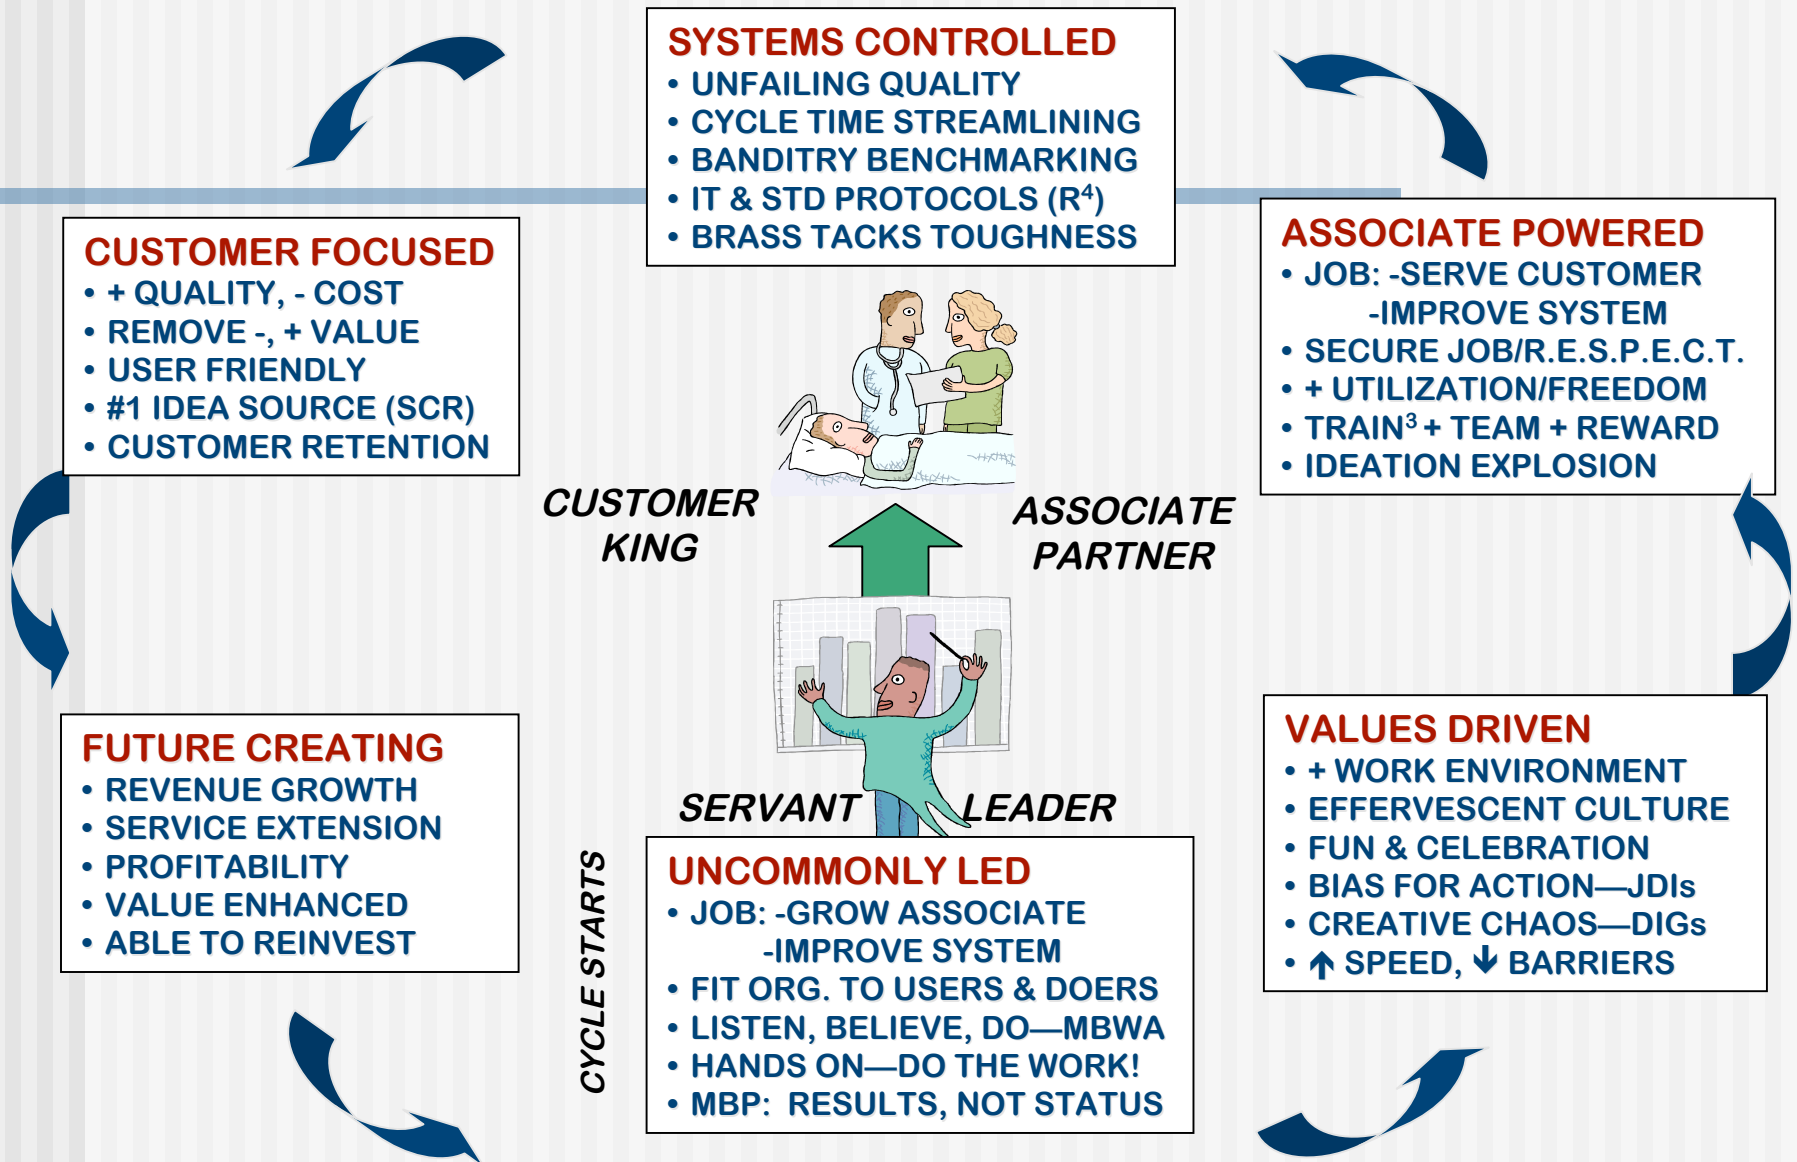 SYSTEMS CONTROLLED
• UNFAILING QUALITY
• CYCLE TIME STREAMLINING
• BANDITRY BENCHMARKING
• IT & STD PROTOCOLS (R⁴)
• BRASS TACKS TOUGHNESS
CUSTOMER FOCUSED
• + QUALITY, - COST
• REMOVE -, + VALUE
• USER FRIENDLY
• #1 IDEA SOURCE (SCR)
• CUSTOMER RETENTION
ASSOCIATE POWERED
• JOB: -SERVE CUSTOMER
-IMPROVE SYSTEM
• SECURE JOB/R.E.S.P.E.C.T.
• + UTILIZATION/FREEDOM
• TRAIN³ + TEAM + REWARD
• IDEATION EXPLOSION
CUSTOMER
KING
ASSOCIATE
PARTNER
FUTURE CREATING
• REVENUE GROWTH
• SERVICE EXTENSION
• PROFITABILITY
• VALUE ENHANCED
• ABLE TO REINVEST
SERVANT LEADER
CYCLE STARTS
UNCOMMONLY LED
• JOB: -GROW ASSOCIATE
-IMPROVE SYSTEM
• FIT ORG. TO USERS & DOERS
• LISTEN, BELIEVE, DO—MBWA
• HANDS ON—DO THE WORK!
• MBP: RESULTS, NOT STATUS
VALUES DRIVEN
• + WORK ENVIRONMENT
• EFFERVESCENT CULTURE
• FUN & CELEBRATION
• BIAS FOR ACTION—JDIs
• CREATIVE CHAOS—DIGs
• ↑ SPEED, ↓ BARRIERS